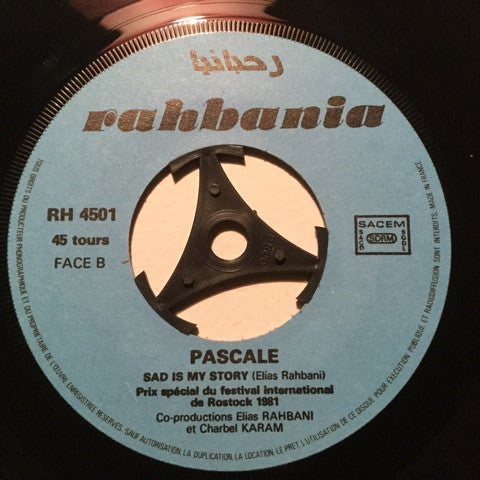 رحبانيا
rahbania
RH 4501
45 tours
FACE B
SACEM
SACD
SDRM
SGDL
PASCALE
SAD IS MY STORY (Elias Rahbani)
Prix spécial du festival international
de Rostock 1981
Co-productions Elias RAHBANI
et Charbel KARAM
TOUS DROITS DU PRODUCTEUR PHONOGRAPHIQUE ET DU PROPRIETAIRE DE L'ŒUVRE ENREGISTREE RESERVES. SAUF AUTORISATION, LA DUPLICATION, LA LOCATION, LE PRET, L'UTILISATION DE CE DISQUE POUR EXECUTION PUBLIQUE ET RADIODIFFUSION SONT INTERDITS. MADE IN FRANCE